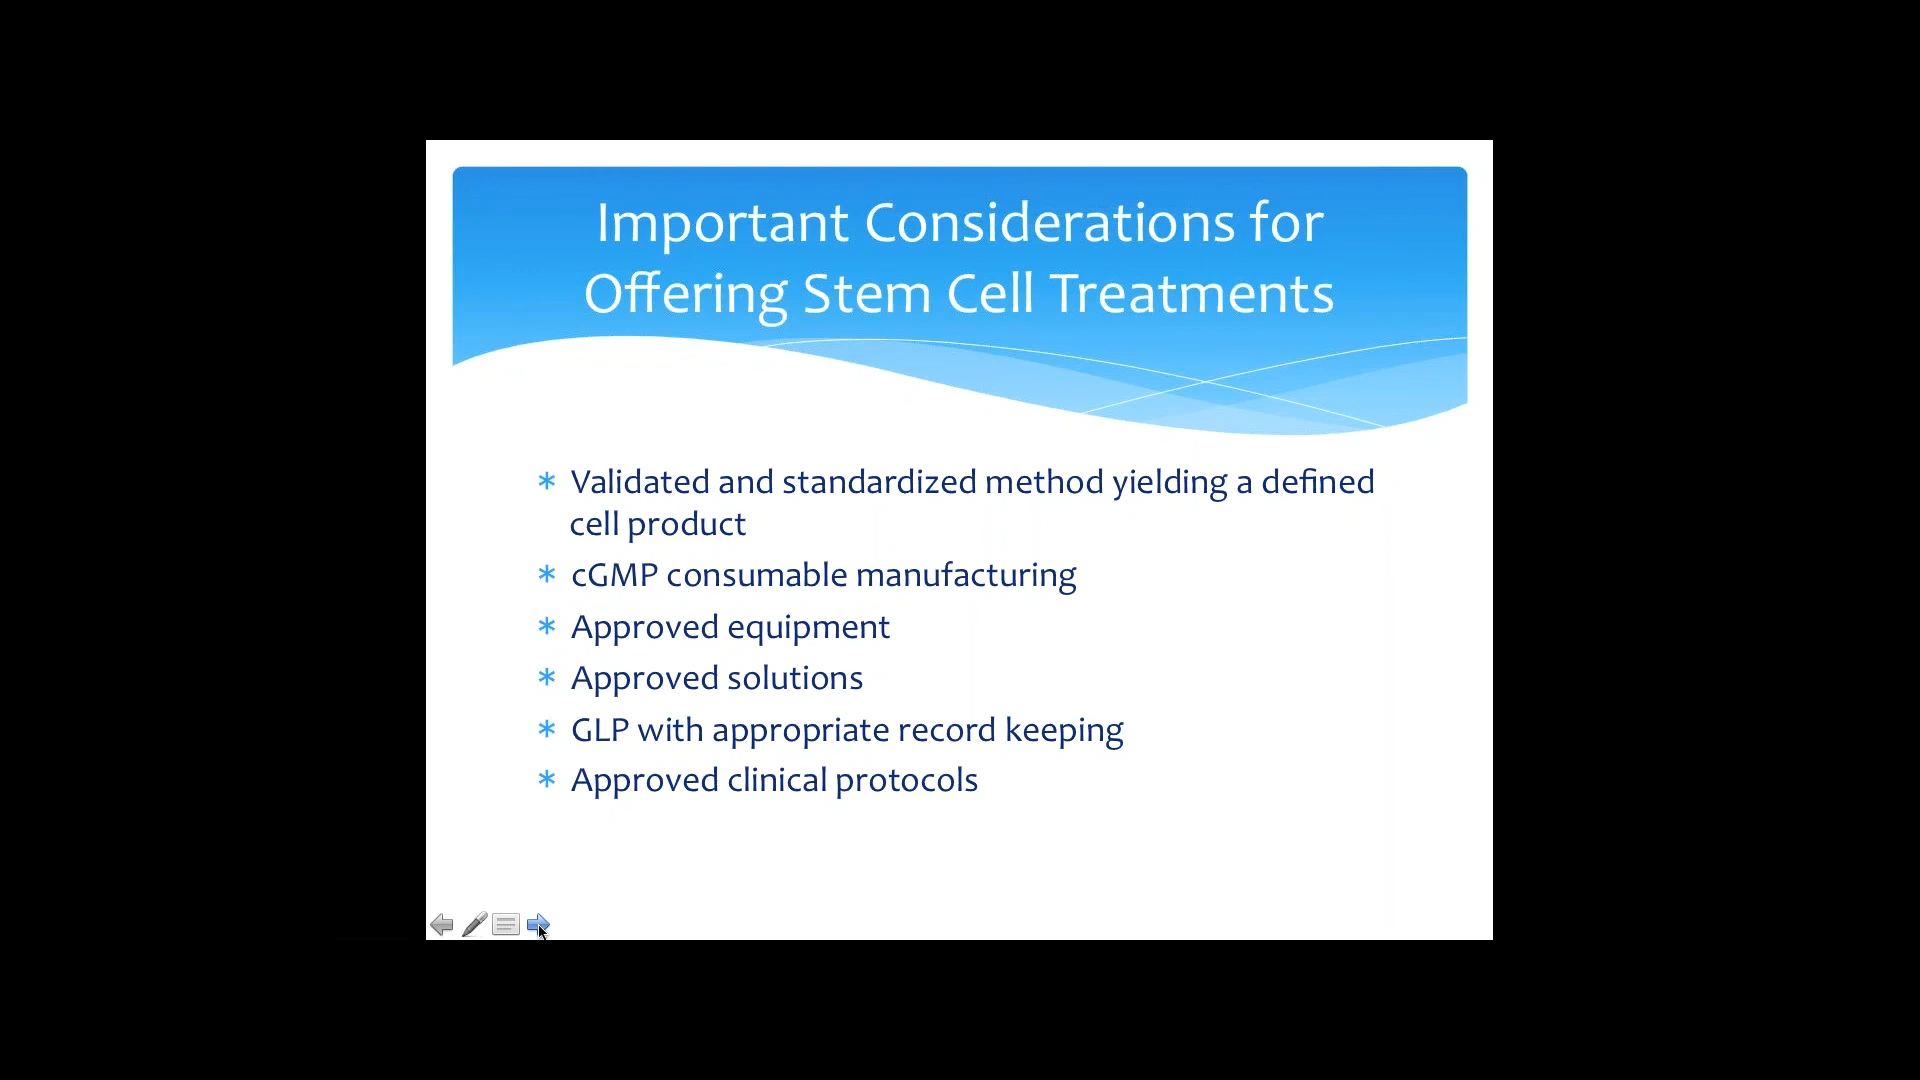 Important Considerations for
Offering Stem Cell Treatments
* Validated and standardized method yielding a defined
cell product
* cGMP consumable manufacturing
* Approved equipment
* Approved solutions
* GLP with appropriate record keeping
* Approved clinical protocols